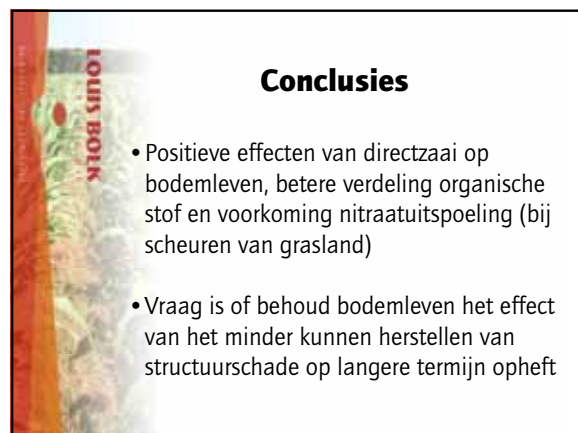 LOUIS BOLK
Conclusies
• Positieve effecten van directzaai op
bodemleven, betere verdeling organische
stof en voorkoming nitraatuitspoeling (bij
scheuren van grasland)
• Vraag is of behoud bodemleven het effect
van het minder kunnen herstellen van
structuurschade op langere termijn opheft